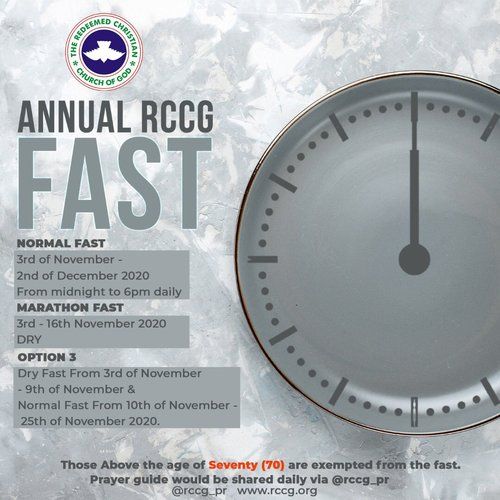 THE REDEEMED CHRISTIAN
CHURCH OF GOD
ANNUAL RCCG
FAST
NORMAL FAST
3rd of November -
2nd of December 2020
From midnight to 6pm daily
MARATHON FAST
3rd - 16th November 2020
DRY
OPTION 3
Dry Fast From 3rd of November
- 9th of November &
Normal Fast From 10th of November -
25th of November 2020.
Those Above the age of Seventy (70) are exempted from the fast.
Prayer guide would be shared daily via @rccg_pr
@rccg_pr www.rccg.org